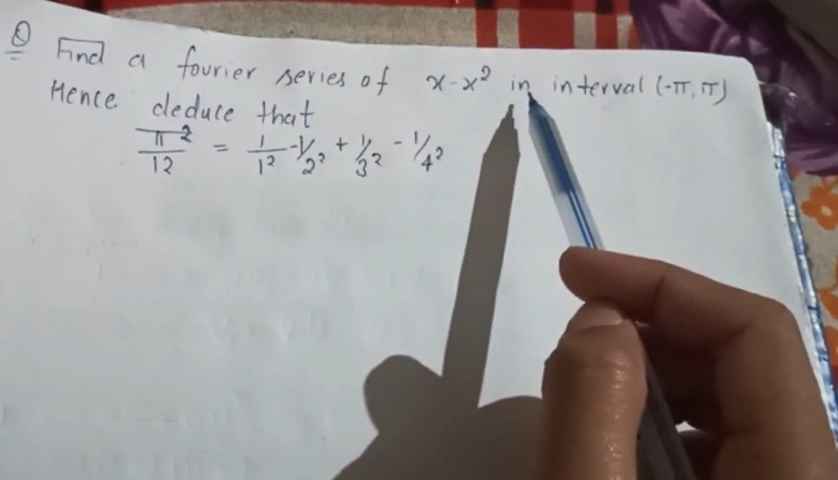 Q Find a fourier series of x-x² in interval (-π, π)
Hence deduce that
π²/12 = 1/1² - 1/2² + 1/3² - 1/4²